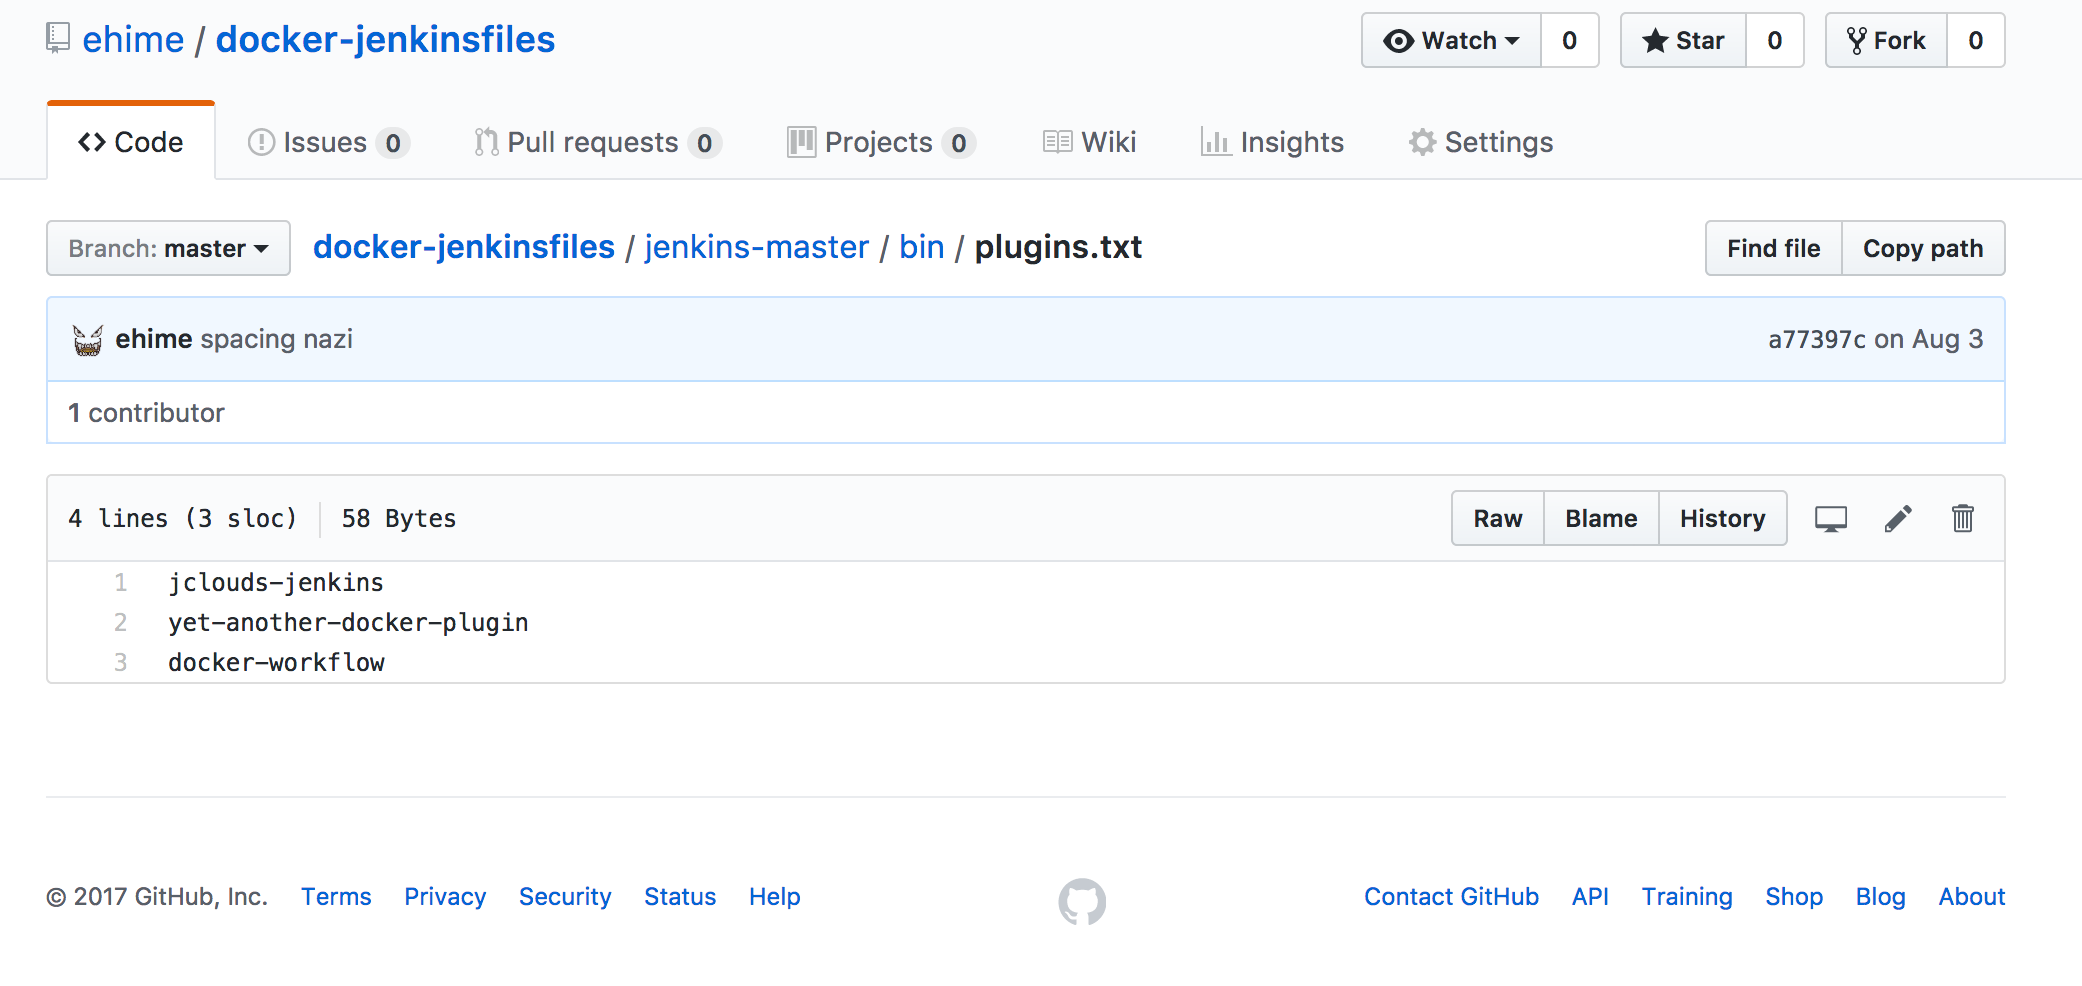 ehime / docker-jenkinsfiles
Watch 0 Star 0 Fork 0
Code Issues 0 Pull requests 0 Projects 0 Wiki Insights Settings
Branch: master docker-jenkinsfiles / jenkins-master / bin / plugins.txt Find file Copy path
ehime spacing nazi a77397c on Aug 3
1 contributor
4 lines (3 sloc) 58 Bytes Raw Blame History
1 jclouds-jenkins
2 yet-another-docker-plugin
3 docker-workflow
© 2017 GitHub, Inc. Terms Privacy Security Status Help Contact GitHub API Training Shop Blog About